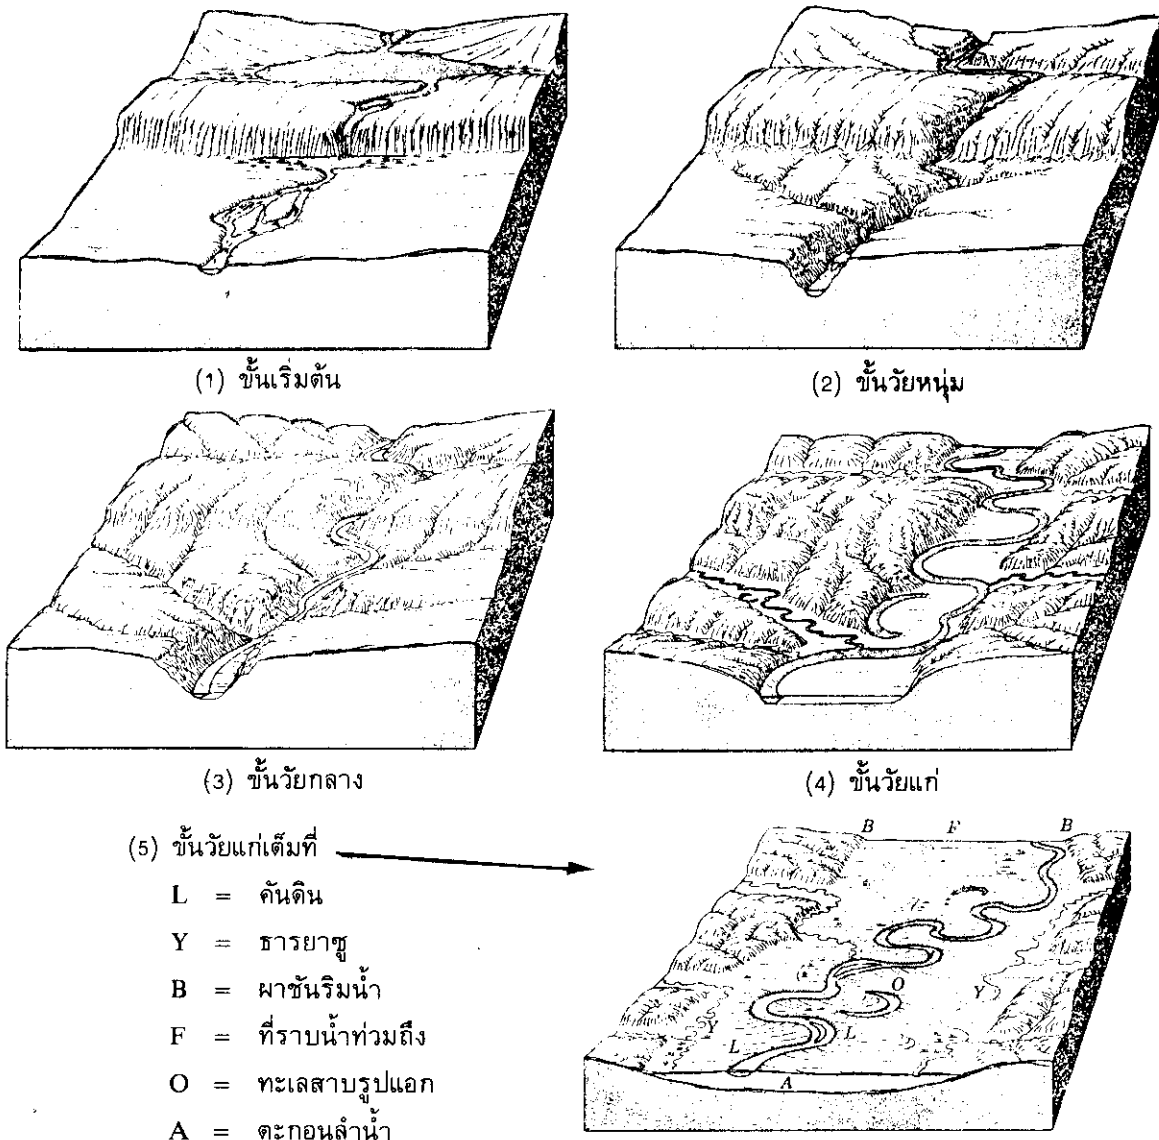 (1) ขั้นเริ่มต้น
(2) ขั้นวัยหนุ่ม
(3) ขั้นวัยกลาง
(4) ขั้นวัยแก่
(5) ขั้นวัยแก่เต็มที่
L = คันดิน
Y = ธารยาซู
B = ผาชันริมน้ำ
F = ที่ราบน้ำท่วมถึง
O = ทะเลสาบรูปแอก
A = ตะกอนลำน้ำ
B F B
O
Y
Y
L L
A